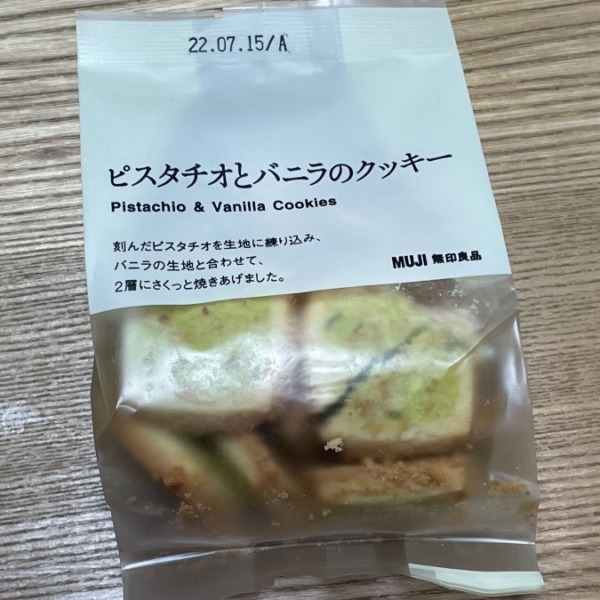 22.07.15/A
ピスタチオとバニラのクッキー
Pistachio & Vanilla Cookies
刻んだピスタチオを生地に練り込み、
バニラの生地と合わせて、
2層にさくっと焼きあげました。
MUJI 無印良品